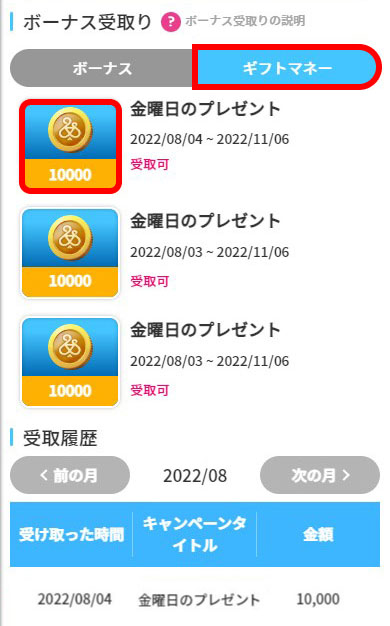 ボーナス受取り ? ボーナス受取りの説明
ボーナス ギフトマネー
金曜日のプレゼント
2022/08/04 ~ 2022/11/06
受取可
10000
金曜日のプレゼント
2022/08/03 ~ 2022/11/06
受取可
10000
金曜日のプレゼント
2022/08/03 ~ 2022/11/06
受取可
10000
受取履歴
< 前の月 2022/08 次の月 >
受け取った時間 キャンペーンタ
イトル 金額
2022/08/04 金曜日のプレゼント 10,000